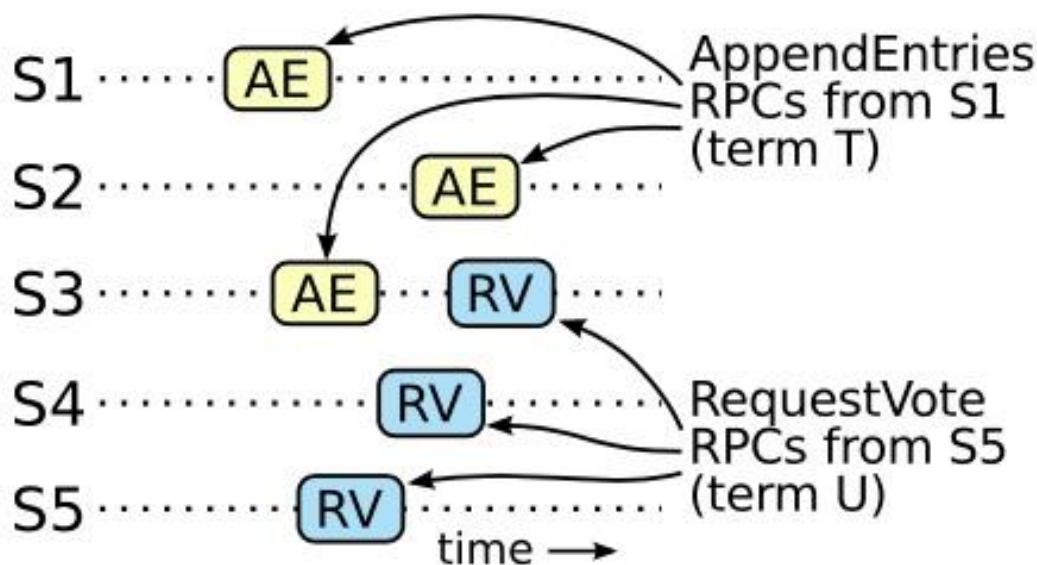 S1
AE
AppendEntries
RPCs from S1
(term T)
S2
AE
S3
AE
RV
S4
RV
RequestVote
RPCs from S5
(term U)
S5
RV
time